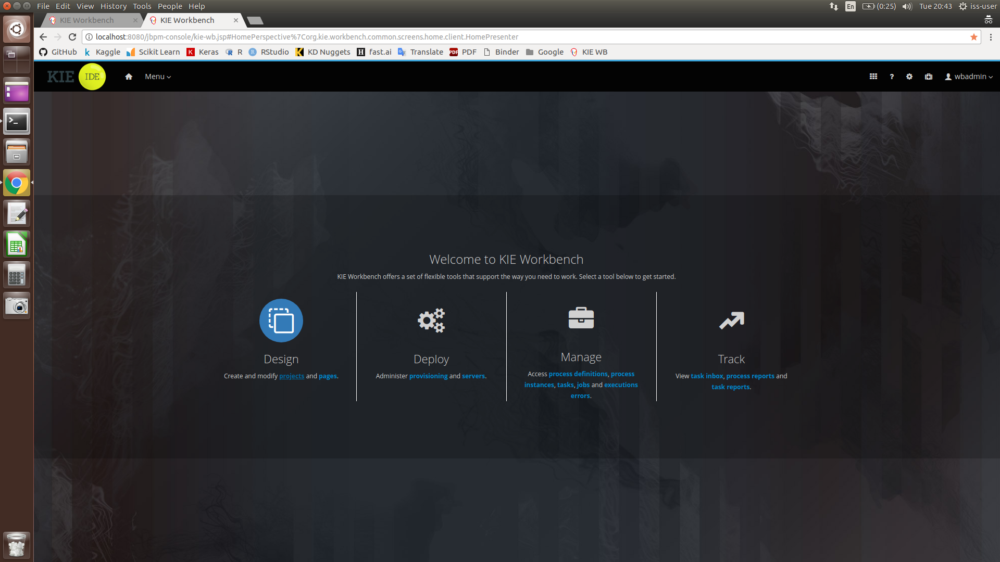 File Edit View History Tools People Help
En (0:25) Tue 20:43 iss-user
KIE Workbench KIE Workbench
localhost:8080/jbpm-console/kie-wb.jsp#HomePerspective%7Corg.kie.workbench.common.screens.home.client.HomePresenter
GitHub k Kaggle Scikit Learn K Keras R R R RStudio K KD Nuggets H fast.ai Translate PDF PDF Binder Google KIE WB
KIE IDE Menu ? wbadmin
Welcome to KIE Workbench
KIE Workbench offers a set of flexible tools that support the way you need to work. Select a tool below to get started.
Design
Create and modify projects and pages.
Deploy
Administer provisioning and servers.
Manage
Access process definitions, process
instances, tasks, jobs and executions
errors.
Track
View task inbox, process reports and
task reports.